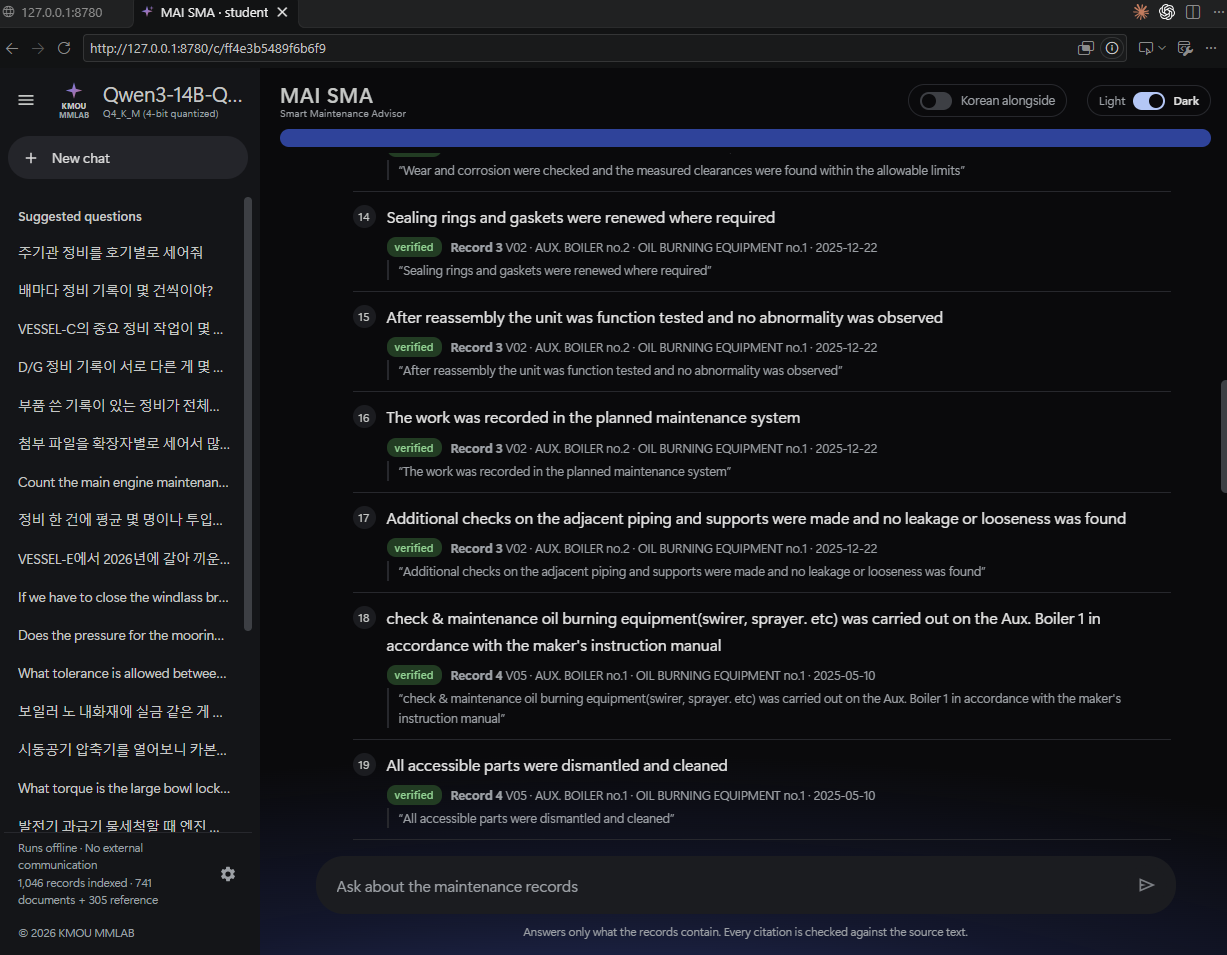 127.0.0.1:8780
MAI SMA · student
http://127.0.0.1:8780/c/ff4e3b5489f6b6f9
KMOU
MMLAB
Qwen3-14B-Q...
Q4_K_M (4-bit quantized)
New chat
Suggested questions
주기관 정비를 호기별로 세어줘
배마다 정비 기록이 몇 건씩이야?
VESSEL-C의 중요 정비 작업이 몇 ...
D/G 정비 기록이 서로 다른 게 몇 ...
부품 쓴 기록이 있는 정비가 전체...
첨부 파일을 확장자별로 세어서 많...
Count the main engine maintenan...
정비 한 건에 평균 몇 명이나 투입...
VESSEL-E에서 2026년에 갈아 끼운...
If we have to close the windlass br...
Does the pressure for the moorin...
What tolerance is allowed betwee...
보일러 노 내화재에 실금 같은 게 ...
시동공기 압축기를 열어보니 카본...
What torque is the large bowl lock...
발전기 과급기 물세척할 때 엔진 ...
Runs offline · No external
communication
1,046 records indexed · 741
documents + 305 reference
© 2026 KMOU MMLAB
MAI SMA
Smart Maintenance Advisor
Korean alongside
Light
Dark
“Wear and corrosion were checked and the measured clearances were found within the allowable limits”
14 Sealing rings and gaskets were renewed where required
verified Record 3 V02 · AUX. BOILER no.2 · OIL BURNING EQUIPMENT no.1 · 2025-12-22
“Sealing rings and gaskets were renewed where required”
15 After reassembly the unit was function tested and no abnormality was observed
verified Record 3 V02 · AUX. BOILER no.2 · OIL BURNING EQUIPMENT no.1 · 2025-12-22
“After reassembly the unit was function tested and no abnormality was observed”
16 The work was recorded in the planned maintenance system
verified Record 3 V02 · AUX. BOILER no.2 · OIL BURNING EQUIPMENT no.1 · 2025-12-22
“The work was recorded in the planned maintenance system”
17 Additional checks on the adjacent piping and supports were made and no leakage or looseness was found
verified Record 3 V02 · AUX. BOILER no.2 · OIL BURNING EQUIPMENT no.1 · 2025-12-22
“Additional checks on the adjacent piping and supports were made and no leakage or looseness was found”
18 check & maintenance oil burning equipment(swirer, sprayer. etc) was carried out on the Aux. Boiler 1 in
accordance with the maker's instruction manual
verified Record 4 V05 · AUX. BOILER no.1 · OIL BURNING EQUIPMENT no.1 · 2025-05-10
“check & maintenance oil burning equipment(swirer, sprayer. etc) was carried out on the Aux. Boiler 1 in accordance with the maker's
instruction manual”
19 All accessible parts were dismantled and cleaned
verified Record 4 V05 · AUX. BOILER no.1 · OIL BURNING EQUIPMENT no.1 · 2025-05-10
“All accessible parts were dismantled and cleaned”
Ask about the maintenance records
Answers only what the records contain. Every citation is checked against the source text.